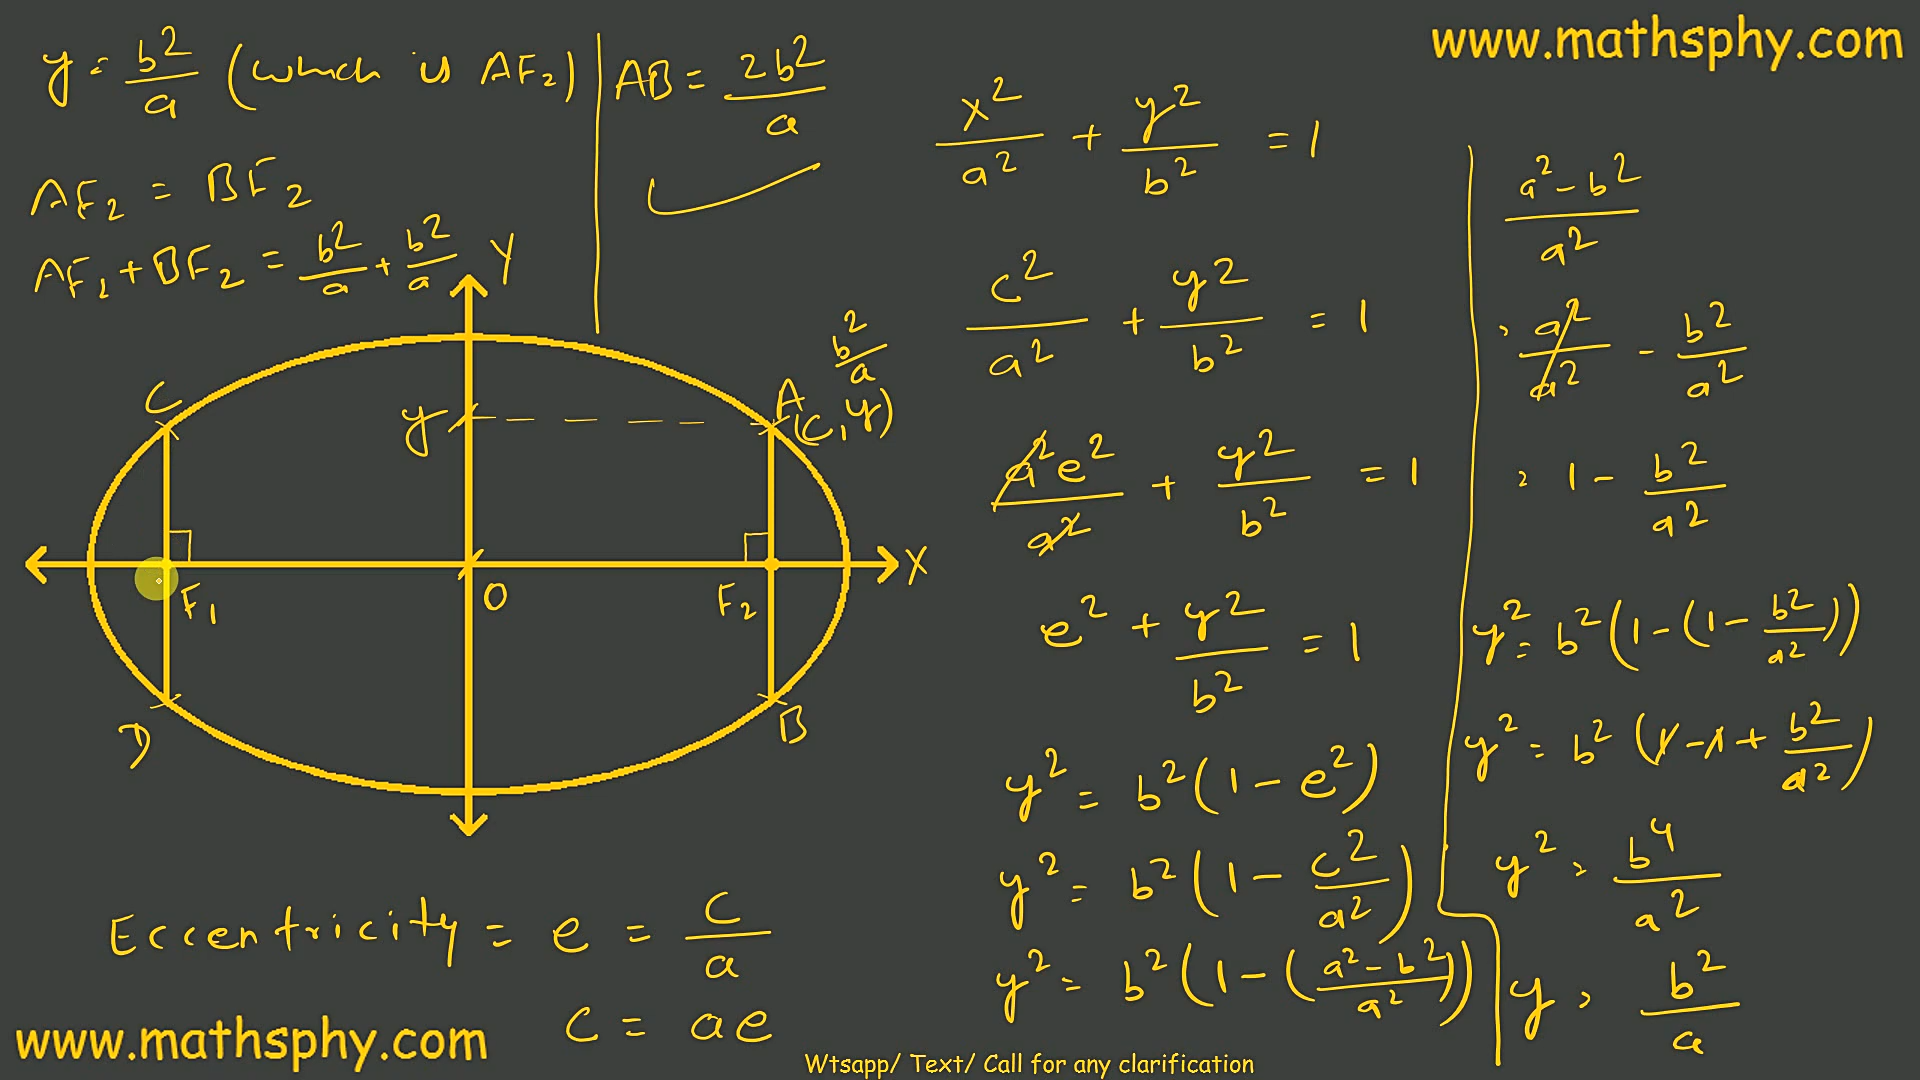 www.mathsphy.com
y = b²/a (which is AF₂)
AB = 2b²/a
AF₂ = BF₂
AF₂ + BF₂ = b²/a + b²/a
Y
b²/a
C
A
(c, y)
y
X
F₁
O
F₂
D
B
Eccentricity = e = c/a
c = ae
x²/a² + y²/b² = 1
c²/a² + y²/b² = 1
a²e²/a² + y²/b² = 1
e² + y²/b² = 1
y² = b²(1 - e²)
y² = b²(1 - c²/a²)
y² = b²(1 - (a² - b²/a²))
a² - b²/a²
= a²/a² - b²/a²
= 1 - b²/a²
y² = b²(1 - (1 - b²/a²))
y² = b²(1 - 1 + b²/a²)
y² = b⁴/a²
y = b²/a
www.mathsphy.com
Wtsapp/ Text/ Call for any clarification